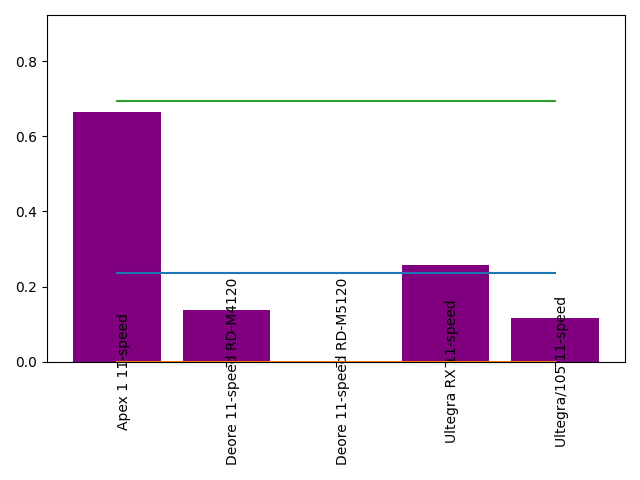 0.8
0.6
0.4
0.2
0.0
Apex 1 11-speed
Deore 11-speed RD-M4120
Deore 11-speed RD-M5120
Ultegra RX 11-speed
Ultegra/105 11-speed